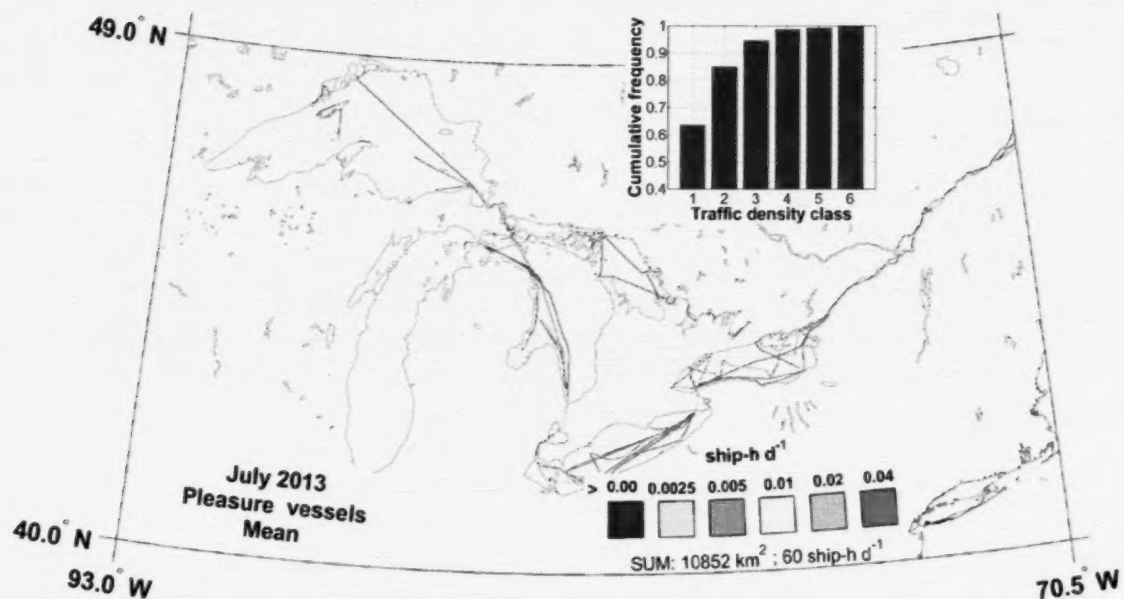 49.0° N
1
0.9
0.8
0.7
0.6
0.5
0.4
Cumulative frequency
1 2 3 4 5 6
Traffic density class
July 2013
Pleasure vessels
Mean
ship-h d-1
> 0.00 0.0025 0.005 0.01 0.02 0.04
SUM: 10852 km2 ; 60 ship-h d-1
40.0° N
93.0° W
70.5° W